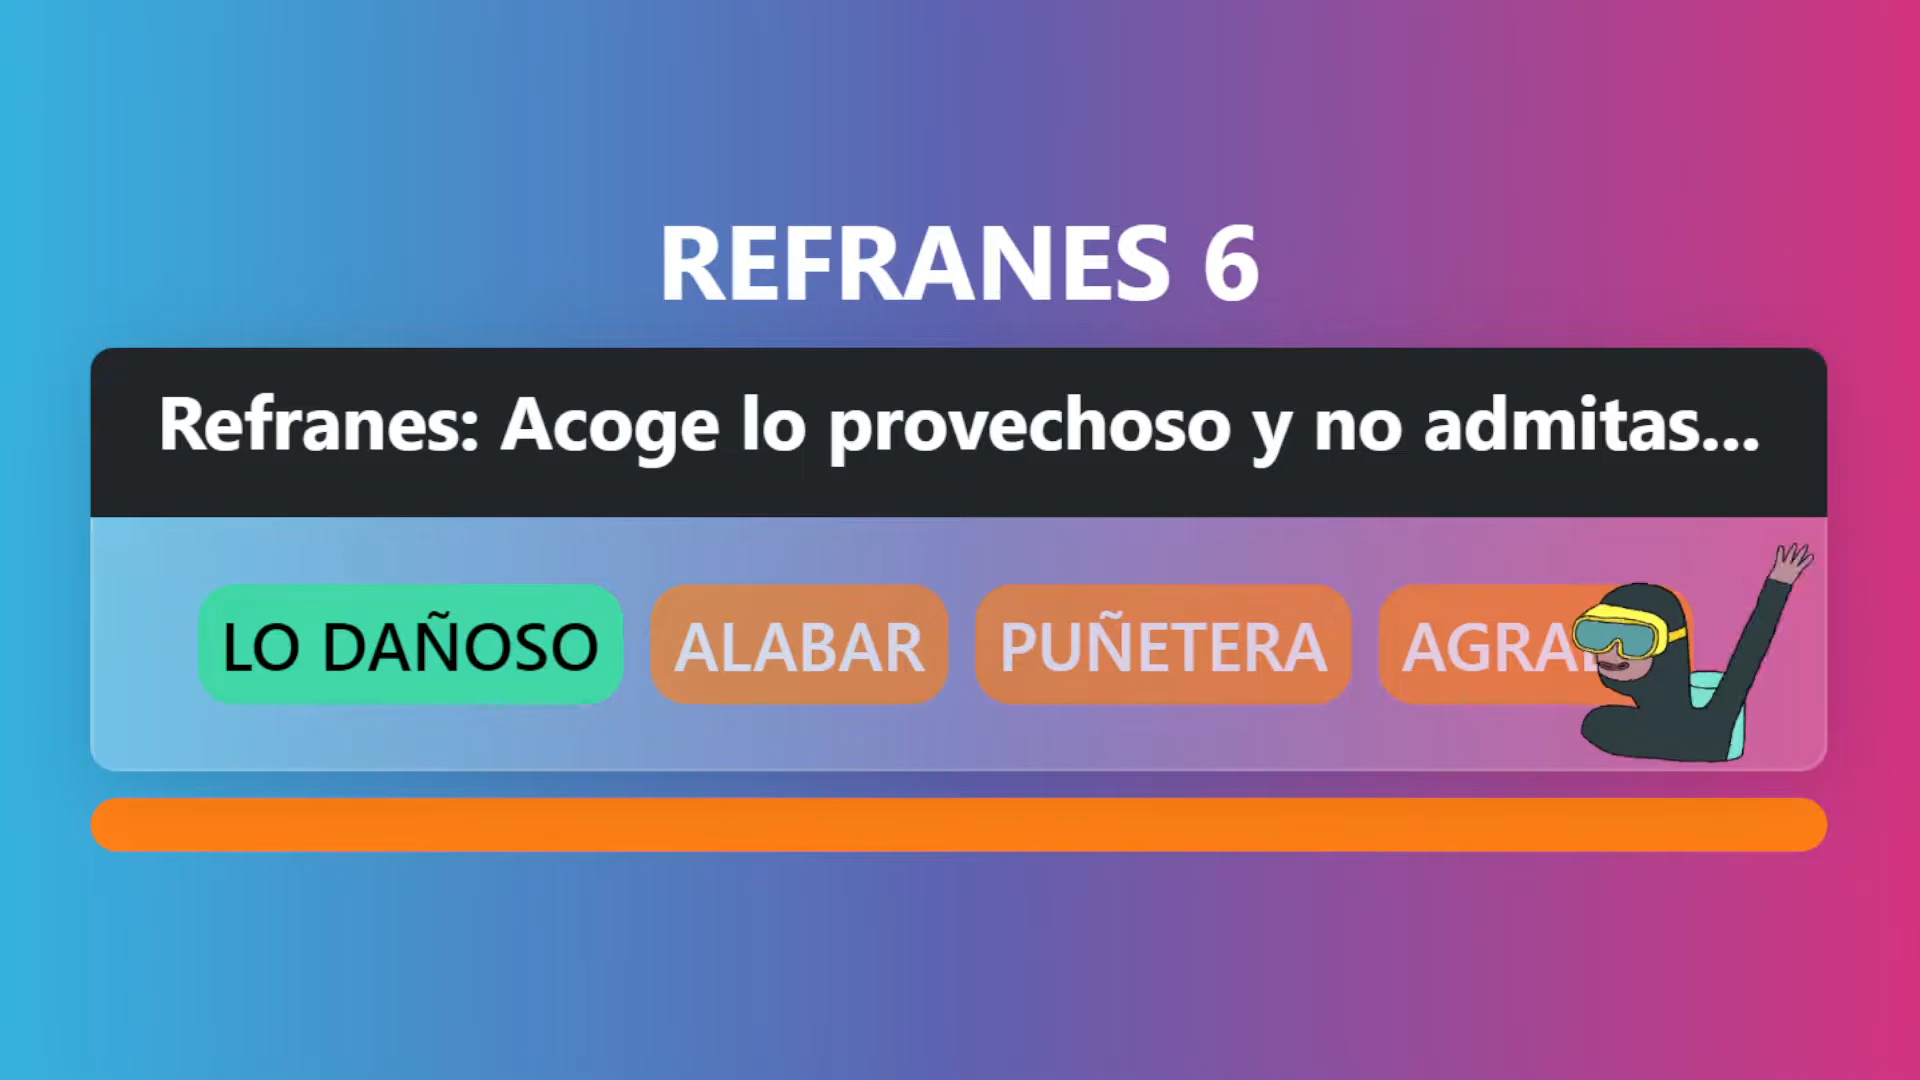 REFRANES 6
Refranes: Acoge lo provechoso y no admitas...
LO DAÑOSO ALABAR PUÑETERA